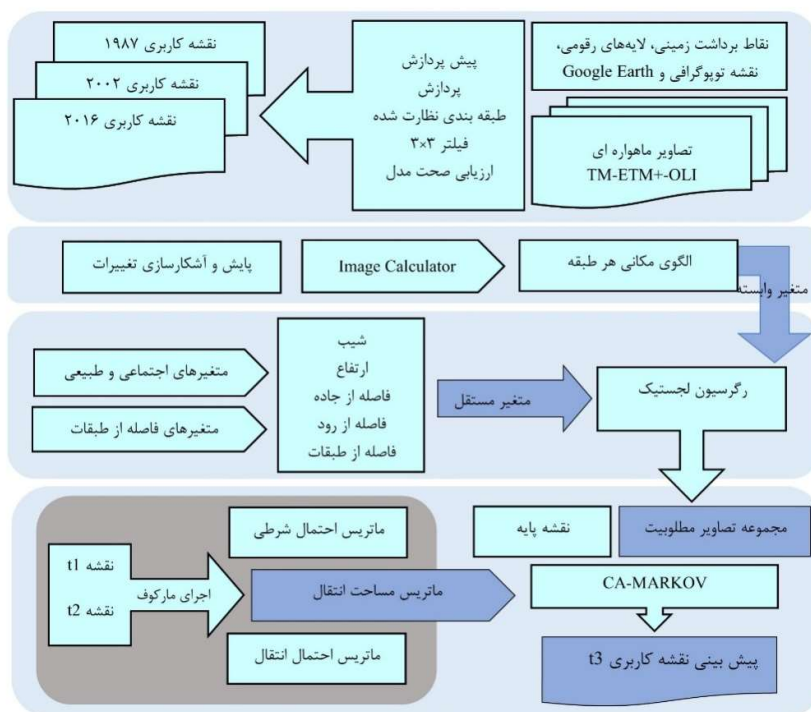 نقاط برداشت زمینی، لایه‌های رقومی،
نقشه توپوگرافی و Google Earth
تصاویر ماهواره ای
TM-ETM+-OLI
پیش پردازش
پردازش
طبقه بندی نظارت شده
فیلتر ۳×۳
ارزیابی صحت مدل
نقشه کاربری ۱۹۸۷
نقشه کاربری ۲۰۰۲
نقشه کاربری ۲۰۱۶
پایش و آشکارسازی تغییرات
Image Calculator
الگوی مکانی هر طبقه
متغیر وابسته
متغیرهای اجتماعی و طبیعی
متغیرهای فاصله از طبقات
شیب
ارتفاع
فاصله از جاده
فاصله از رود
فاصله از طبقات
متغیر مستقل
رگرسیون لجستیک
نقشه t1
نقشه t2
اجرای مارکوف
ماتریس احتمال شرطی
ماتریس مساحت انتقال
ماتریس احتمال انتقال
نقشه پایه
مجموعه تصاویر مطلوبیت
CA-MARKOV
پیش بینی نقشه کاربری t3